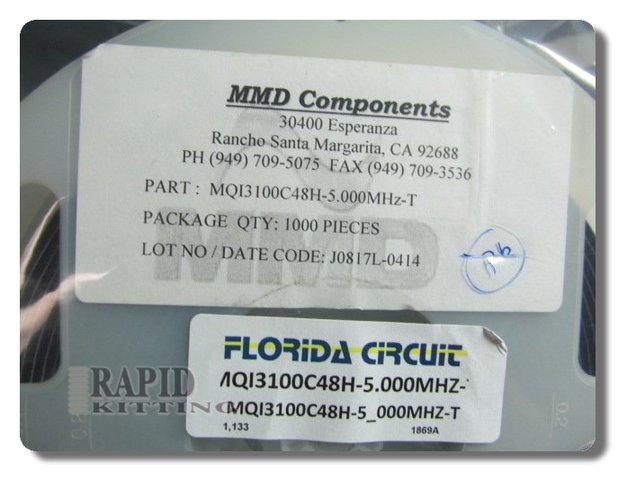 MMD Components
30400 Esperanza
Rancho Santa Margarita, CA 92688
PH (949) 709-5075 FAX (949) 709-3536
PART : MQI3100C48H-5.000MHz-T
PACKAGE QTY: 1000 PIECES
LOT NO / DATE CODE: J0817L-0414
MMD
FLORIDA CIRCUIT
MQI3100C48H-5.000MHZ-
MQI3100C48H-5_000MHZ-T
1,133 1869A
RAPID
KITTING